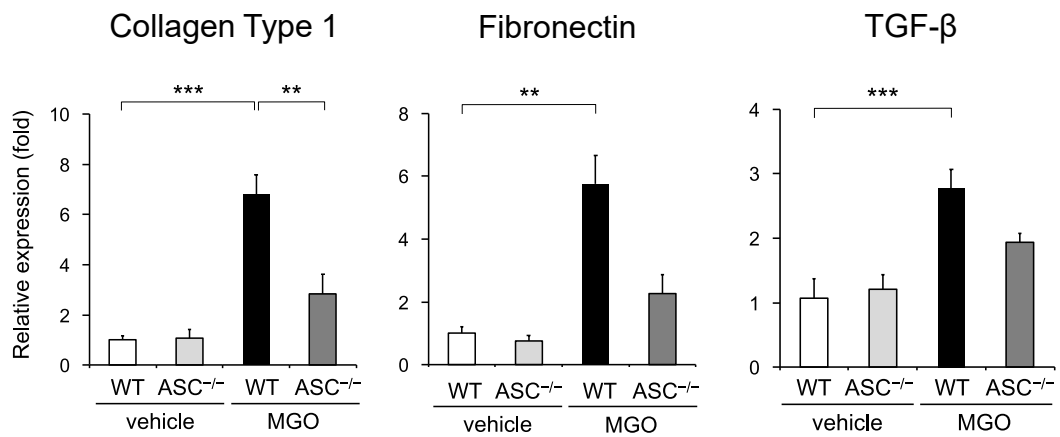 Collagen Type 1
Fibronectin
TGF-β
Relative expression (fold)
*** **
10
8
6
4
2
0
WT ASC⁻/⁻ WT ASC⁻/⁻
vehicle MGO
**
8
6
4
2
0
WT ASC⁻/⁻ WT ASC⁻/⁻
vehicle MGO
***
4
3
2
1
0
WT ASC⁻/⁻ WT ASC⁻/⁻
vehicle MGO